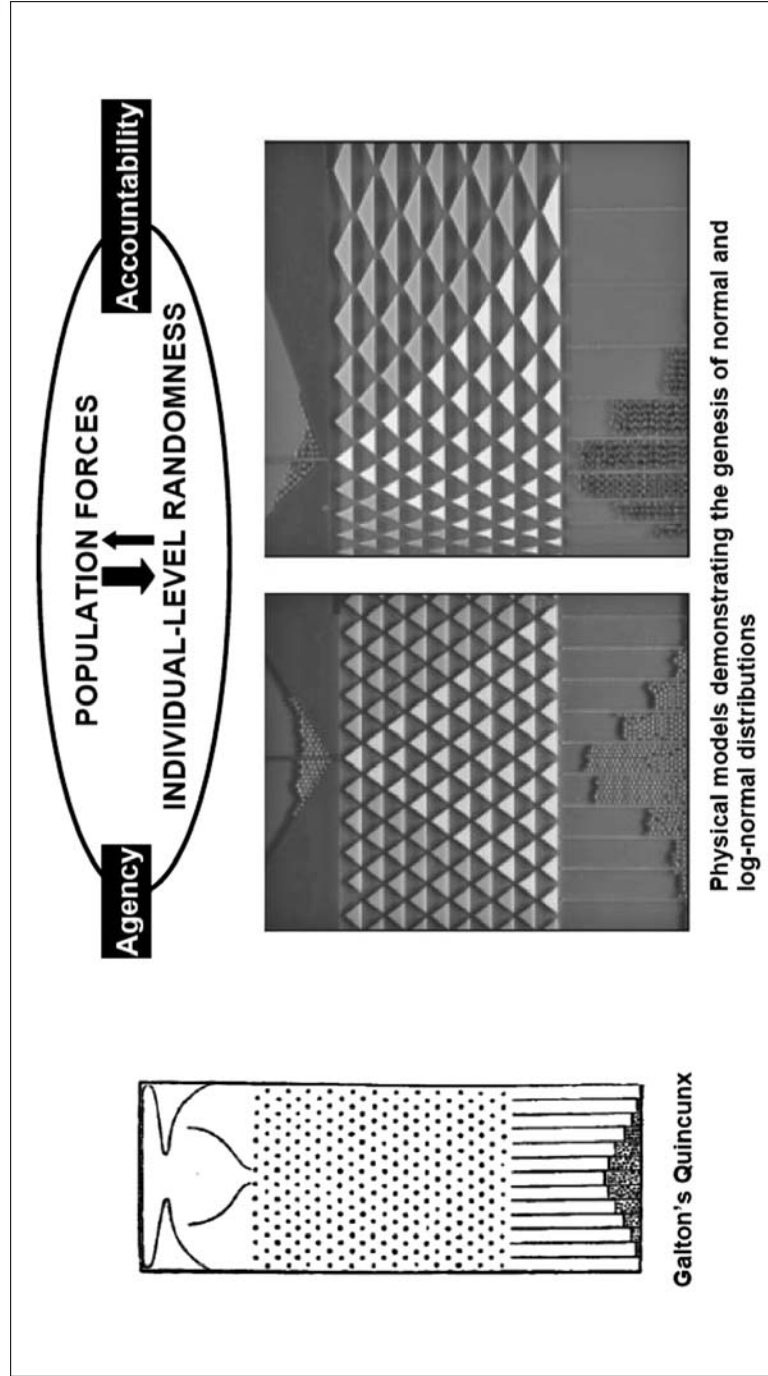 Agency
POPULATION FORCES
INDIVIDUAL-LEVEL RANDOMNESS
Accountability
Galton's Quincunx
Physical models demonstrating the genesis of normal and
log-normal distributions